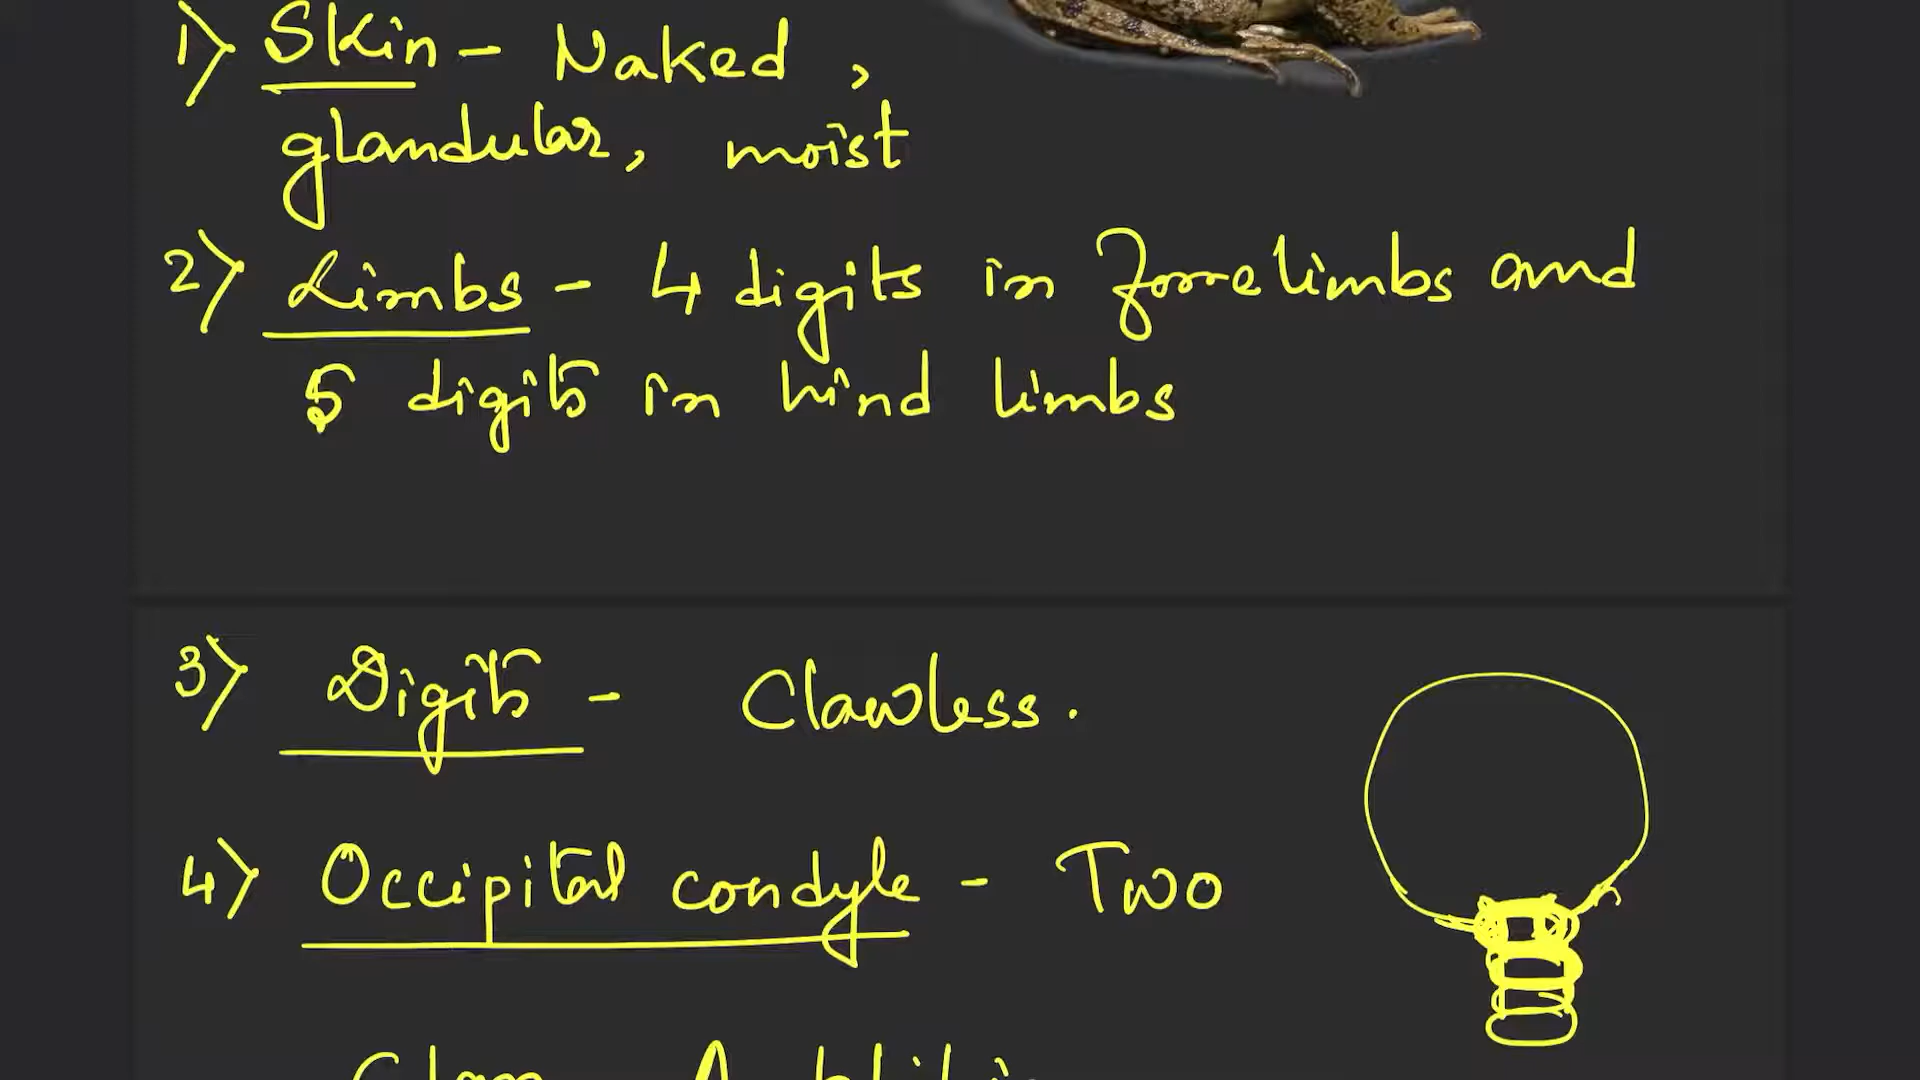 1) Skin - Naked,
glandular, moist
2) Limbs - 4 digits in forelimbs and
5 digits in hind limbs
3) Digits - Clawless.
4) Occipital condyle - Two